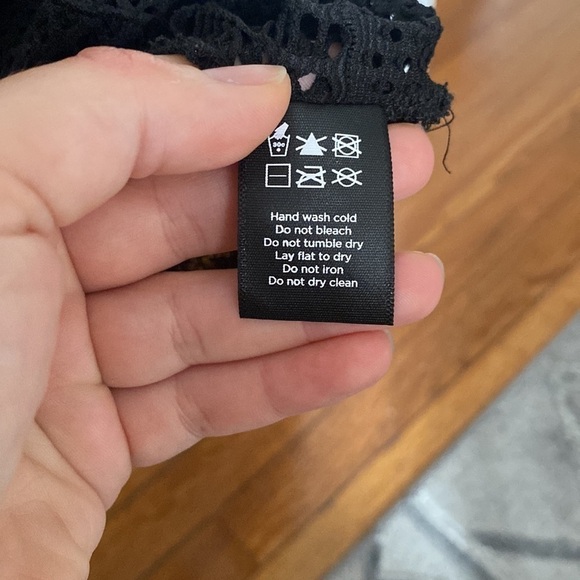 Hand wash cold
Do not bleach
Do not tumble dry
Lay flat to dry
Do not iron
Do not dry clean